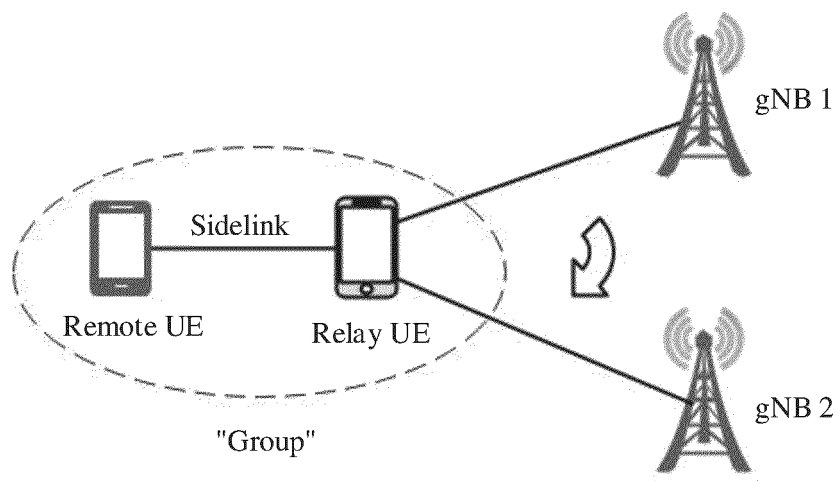 gNB 1
Sidelink
Remote UE
Relay UE
gNB 2
"Group"